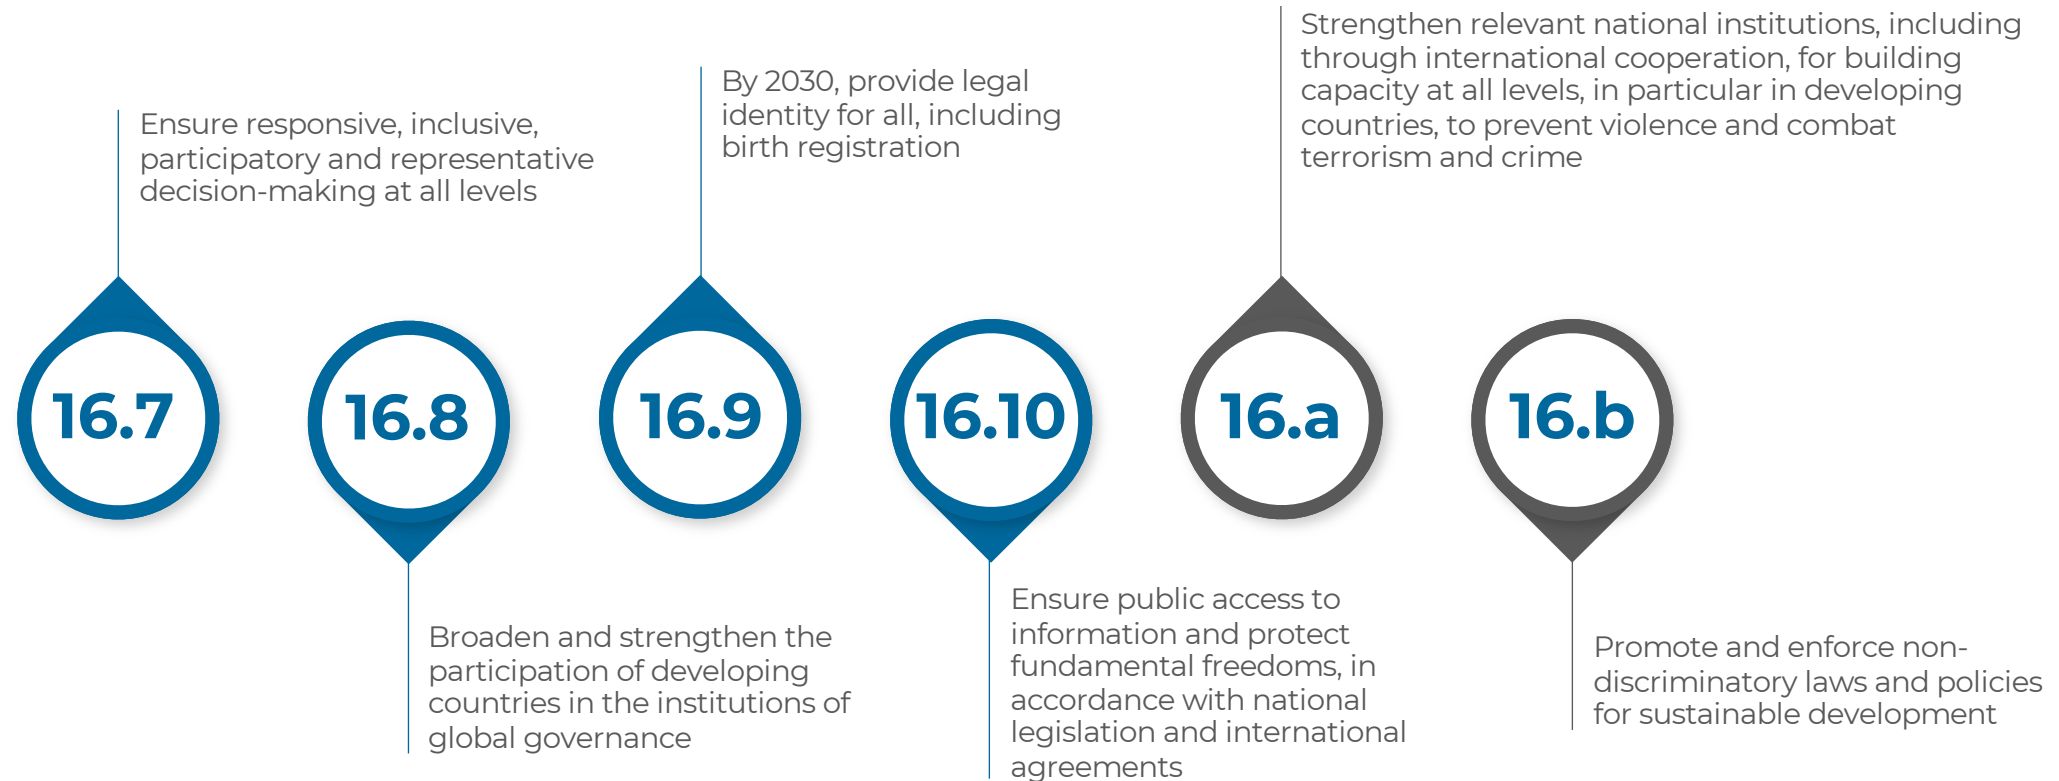 16.7
Ensure responsive, inclusive,
participatory and representative
decision-making at all levels
16.8
Broaden and strengthen the
participation of developing
countries in the institutions of
global governance
16.9
By 2030, provide legal
identity for all, including
birth registration
16.10
Ensure public access to
information and protect
fundamental freedoms, in
accordance with national
legislation and international
agreements
16.a
Strengthen relevant national institutions, including
through international cooperation, for building
capacity at all levels, in particular in developing
countries, to prevent violence and combat
terrorism and crime
16.b
Promote and enforce non-
discriminatory laws and policies
for sustainable development